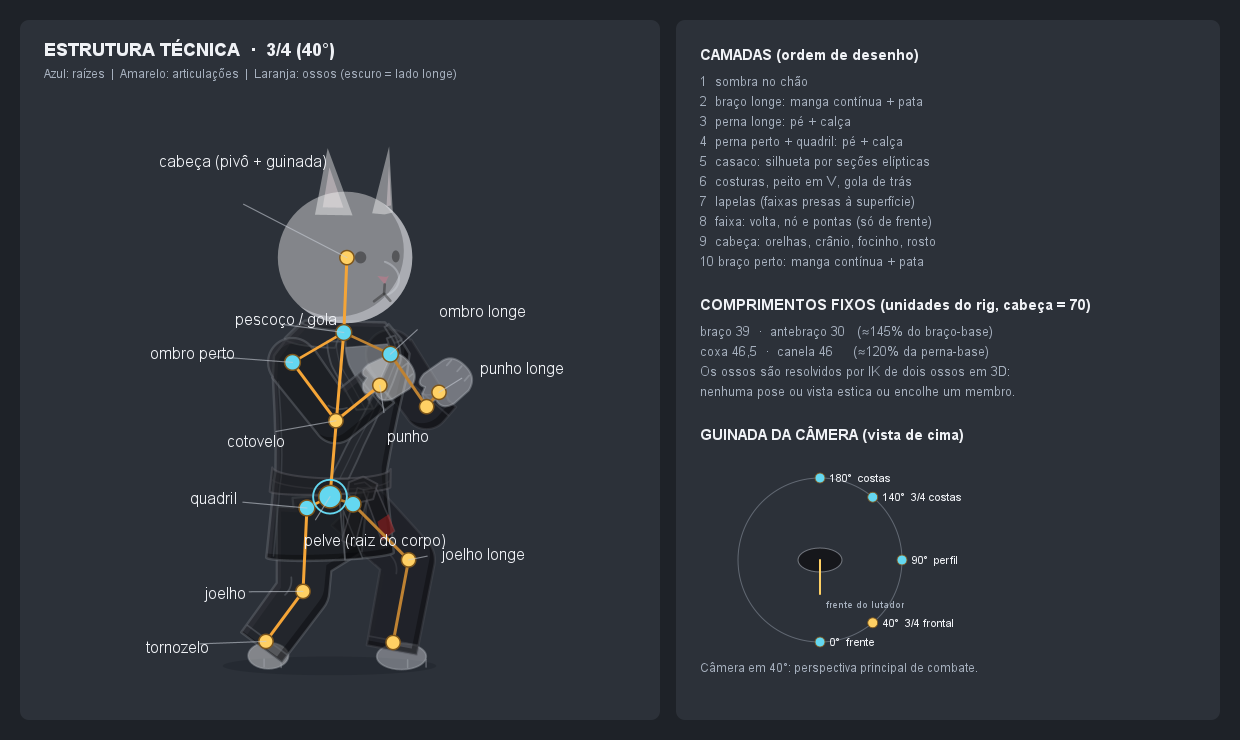 ESTRUTURA TÉCNICA · 3/4 (40°)
Azul: raízes | Amarelo: articulações | Laranja: ossos (escuro = lado longe)
cabeça (pivô + guinada)
pescoço / gola
ombro longe
ombro perto
punho longe
cotovelo
punho
quadril
pelve (raiz do corpo)
joelho longe
joelho
tornozelo
CAMADAS (ordem de desenho)
1 sombra no chão
2 braço longe: manga contínua + pata
3 perna longe: pé + calça
4 perna perto + quadril: pé + calça
5 casaco: silhueta por seções elípticas
6 costuras, peito em V, gola de trás
7 lapelas (faixas presas à superfície)
8 faixa: volta, nó e pontas (só de frente)
9 cabeça: orelhas, crânio, focinho, rosto
10 braço perto: manga contínua + pata
COMPRIMENTOS FIXOS (unidades do rig, cabeça = 70)
braço 39 · antebraço 30 (≈145% do braço-base)
coxa 46,5 · canela 46 (≈120% da perna-base)
Os ossos são resolvidos por IK de dois ossos em 3D:
nenhuma pose ou vista estica ou encolhe um membro.
GUINADA DA CÂMERA (vista de cima)
180° costas
140° 3/4 costas
90° perfil
frente do lutador
40° 3/4 frontal
0° frente
Câmera em 40°: perspectiva principal de combate.